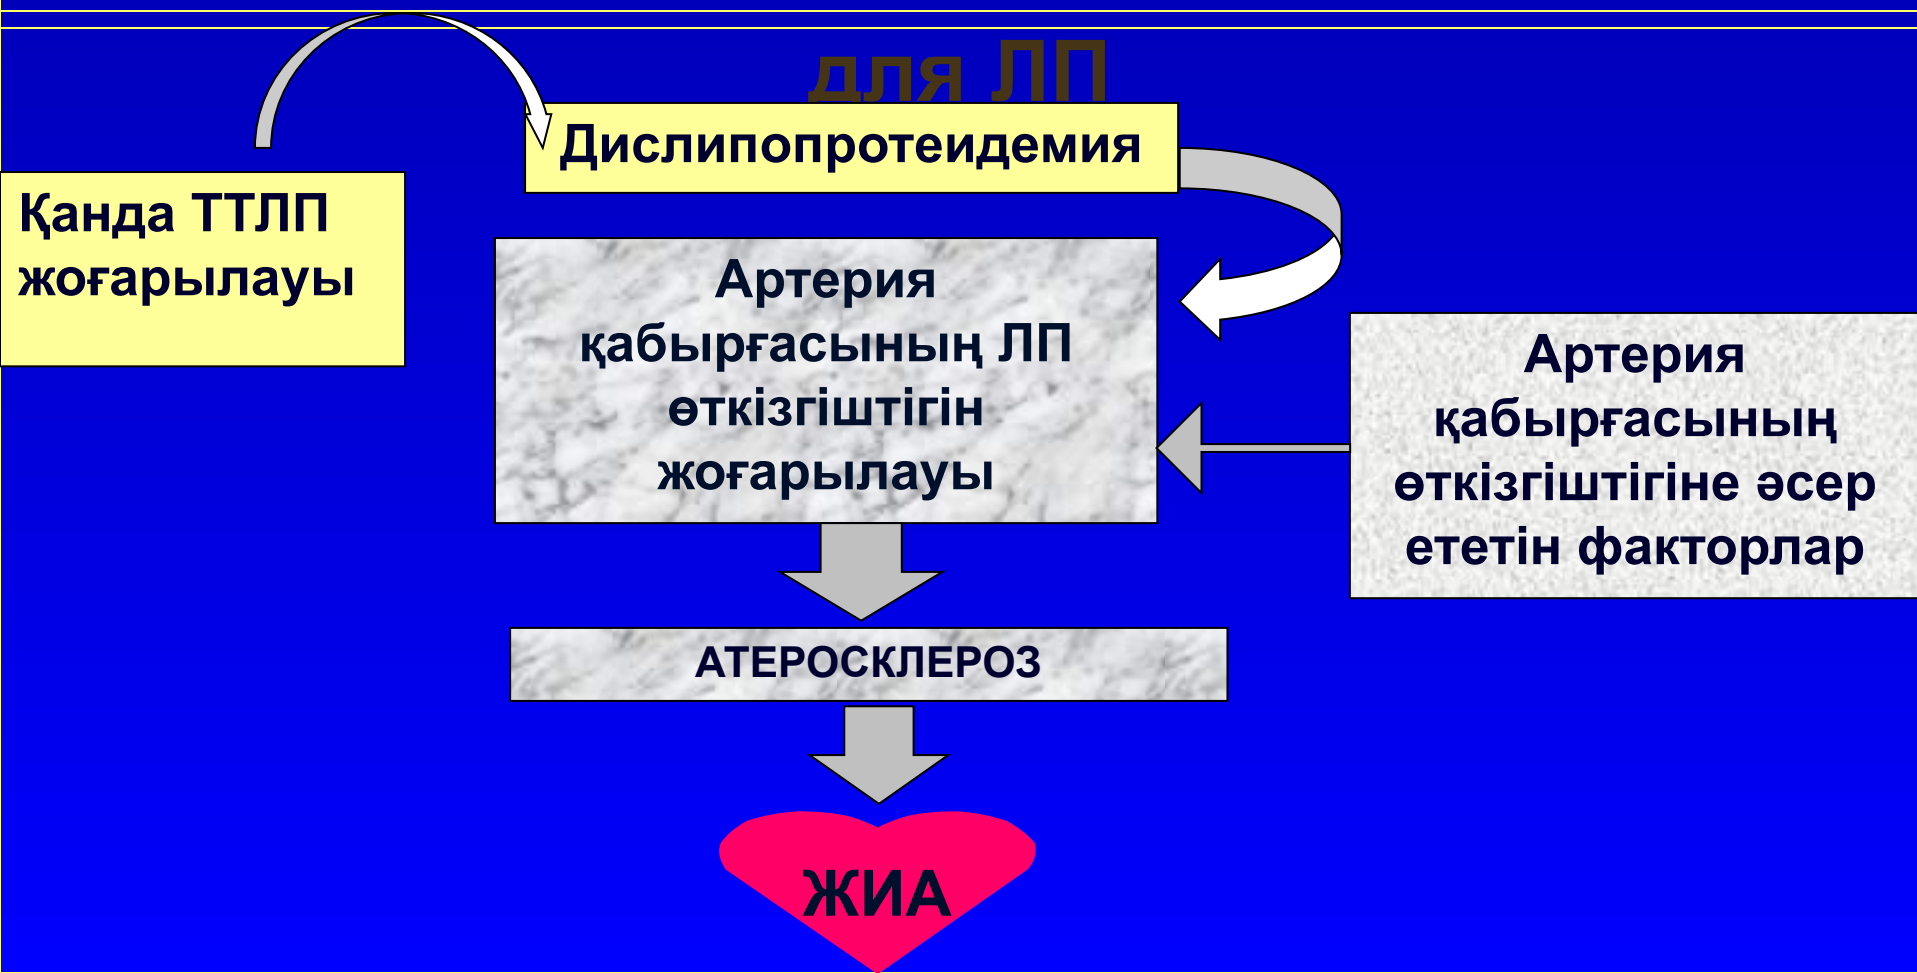 для ЛП
Дислипопротеидемия
Қанда ТТЛП
жоғарылауы
Артерия
қабырғасының ЛП
өткізгіштігін
жоғарылауы
Артерия
қабырғасының
өткізгіштігіне әсер
ететін факторлар
АТЕРОСКЛЕРОЗ
ЖИА